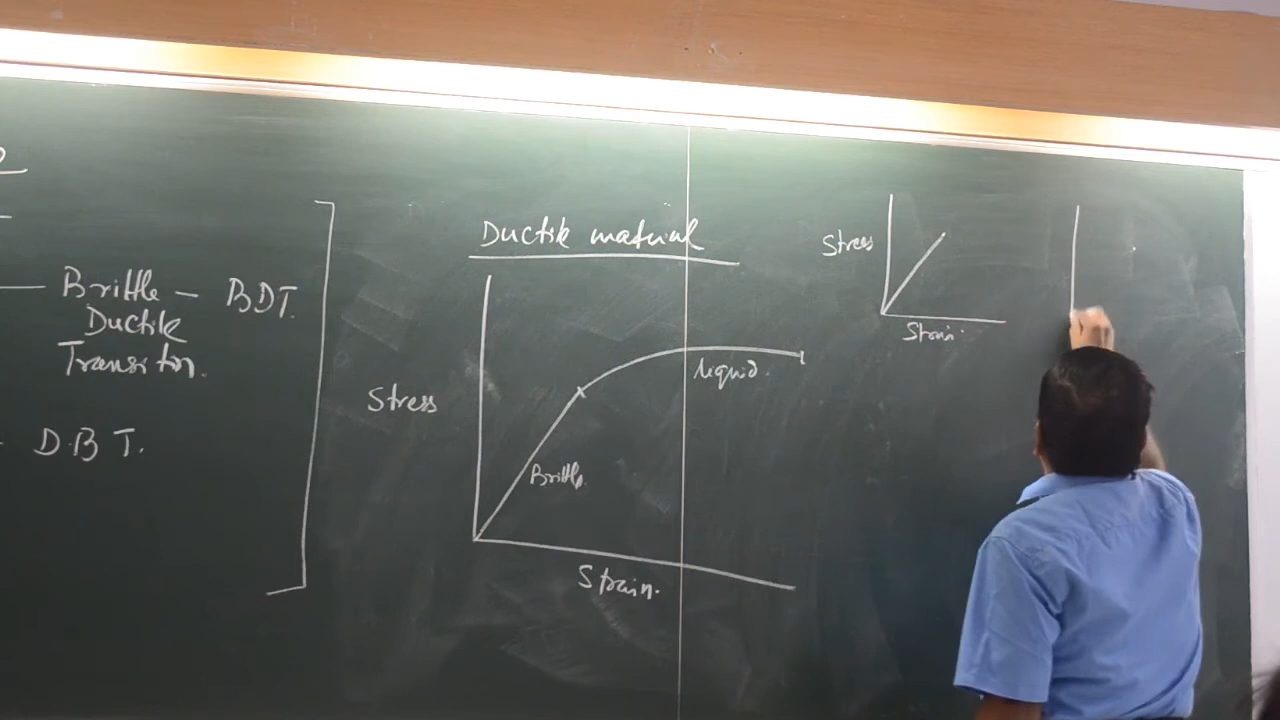 Brittle - BDT.
Ductile
Transition.
D.B T.
Ductile material
Stress
Brittle
liquid.
Strain.
Stress
Strain.